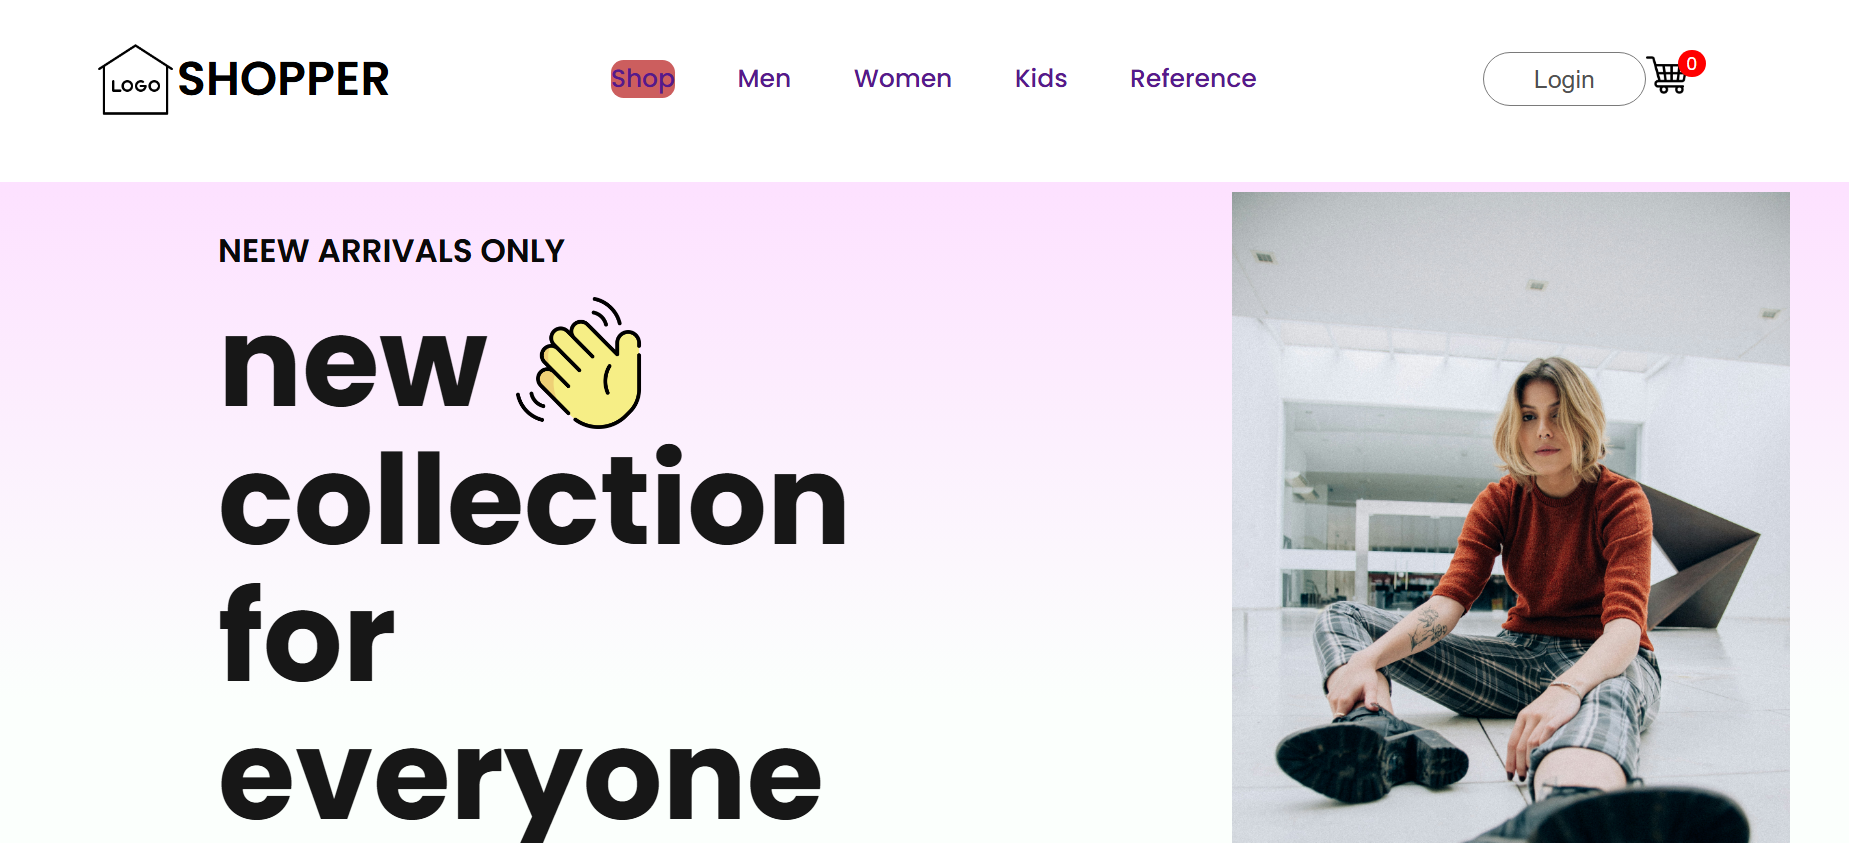 LOGO SHOPPER Shop Men Women Kids Reference Login 0
NEEW ARRIVALS ONLY
new
collection
for
everyone